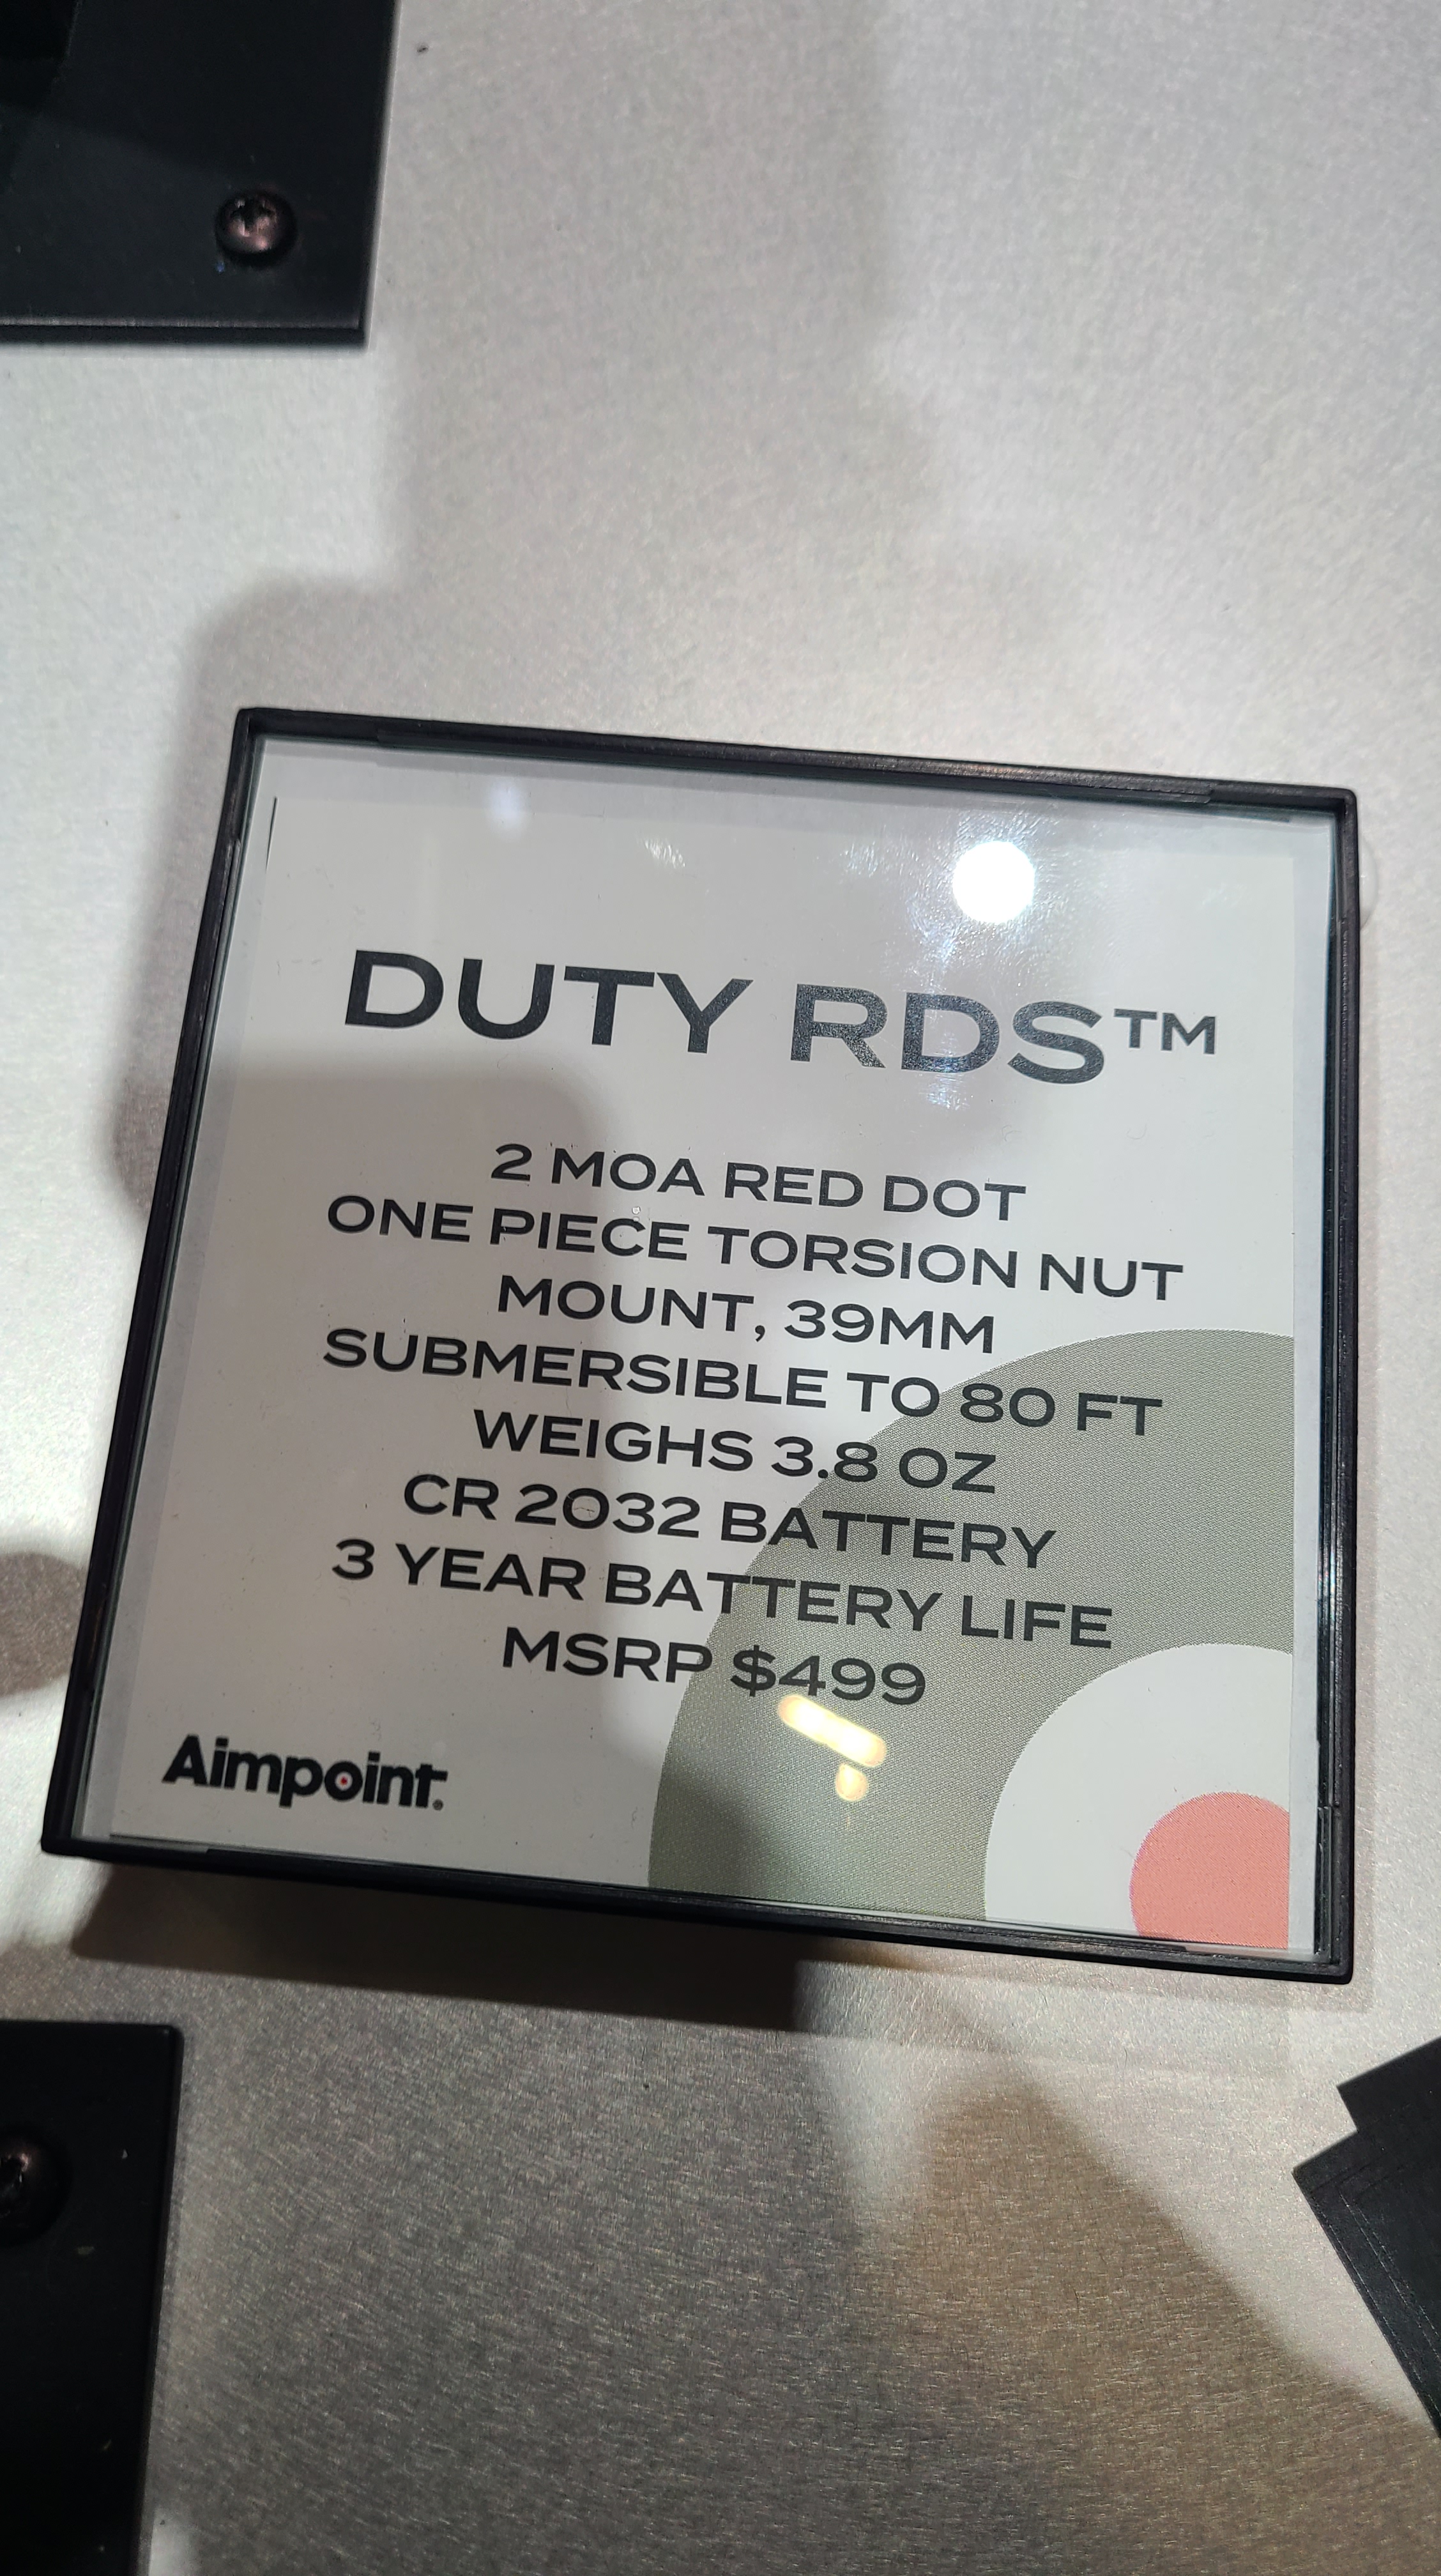 DUTY RDS™
2 MOA RED DOT
ONE PIECE TORSION NUT
MOUNT, 39MM
SUBMERSIBLE TO 80 FT
WEIGHS 3.8 OZ
CR 2032 BATTERY
3 YEAR BATTERY LIFE
MSRP $499
Aimpoint®